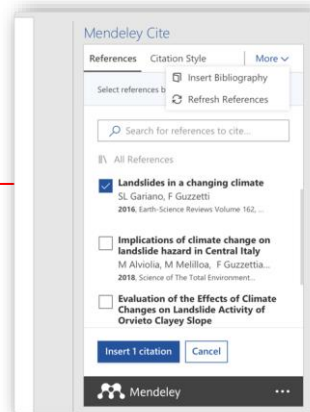 Mendeley Cite
References Citation Style More
Insert Bibliography
Select references b
Refresh References
Search for references to cite...
All References
Landslides in a changing climate
SL Gariano, F Guzzetti
2016, Earth-Science Reviews Volume 162, ...
Implications of climate change on
landslide hazard in Central Italy
M Alviolia, M Melilloa, F Guzzettia...
2018, Science of The Total Environment...
Evaluation of the Effects of Climate
Changes on Landslide Activity of
Orvieto Clayey Slope
Insert 1 citation Cancel
Mendeley